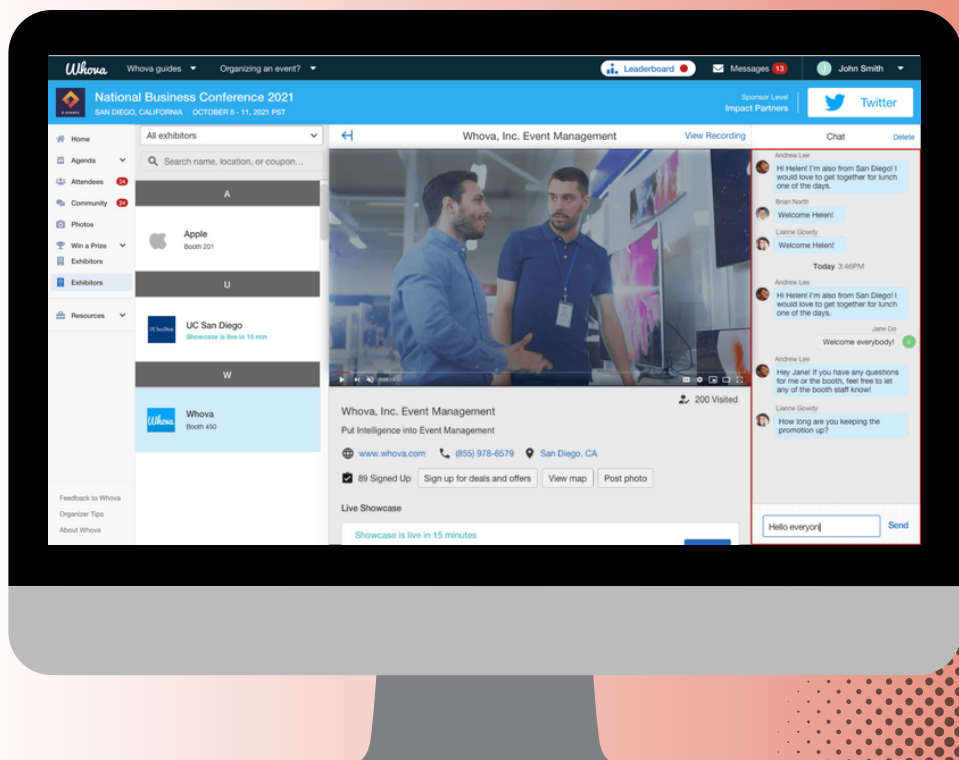 Whova
Whova guides
Organizing an event?
Leaderboard
Messages 13
J
John Smith
National Business Conference 2021
SAN DIEGO, CALIFORNIA OCTOBER 8 - 11, 2021 PST
Sponsor Level
Impact Partners
Twitter
Home
Agenda
Attendees 24
Community 24
Photos
Win a Prize
Exhibitors
Exhibitors
Resources
Feedback to Whova
Organizer Tips
About Whova
All exhibitors
Search name, location, or coupon...
A
Apple
Booth 201
U
UC San Diego
UC San Diego
Showcase is live in 15 min
W
Whova
Whova
Booth 450
Whova, Inc. Event Management
View Recording
200 Visited
Whova, Inc. Event Management
Put Intelligence into Event Management
www.whova.com
(855) 978-6579
San Diego, CA
89 Signed Up
Sign up for deals and offers
View map
Post photo
Live Showcase
Showcase is live in 15 minutes
Chat
Delete
Andrew Lee
Hi Helen! I'm also from San Diego! I
would love to get together for lunch
one of the days.
Brian North
Welcome Helen!
Lianne Gowdy
Welcome Helen!
Today 3:46PM
Andrew Lee
Hi Helen! I'm also from San Diego! I
would love to get together for lunch
one of the days.
Jane Do
Welcome everybody!
Andrew Lee
Hey Jane! If you have any questions
for me or the booth, feel free to let
any of the booth staff know!
Lianne Gowdy
How long are you keeping the
promotion up?
Hello everyon
Send